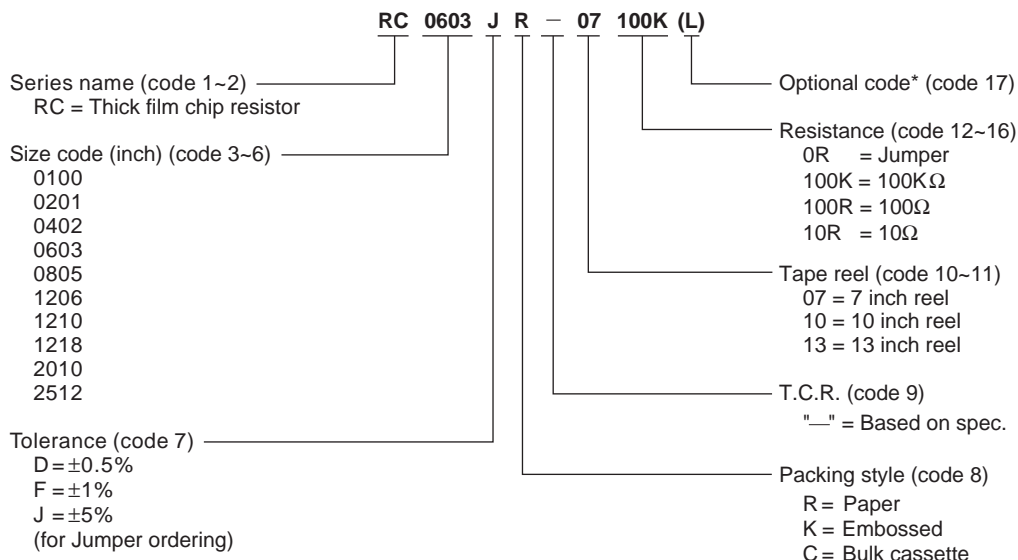 RC 0603 J R – 07 100K (L)
Series name (code 1~2)
RC = Thick film chip resistor
Size code (inch) (code 3~6)
0100
0201
0402
0603
0805
1206
1210
1218
2010
2512
Tolerance (code 7)
D=±0.5%
F=±1%
J=±5%
(for Jumper ordering)
Optional code* (code 17)
Resistance (code 12~16)
0R = Jumper
100K = 100KΩ
100R = 100Ω
10R = 10Ω
Tape reel (code 10~11)
07 = 7 inch reel
10 = 10 inch reel
13 = 13 inch reel
T.C.R. (code 9)
"—" = Based on spec.
Packing style (code 8)
R= Paper
K = Embossed
C= Bulk cassette